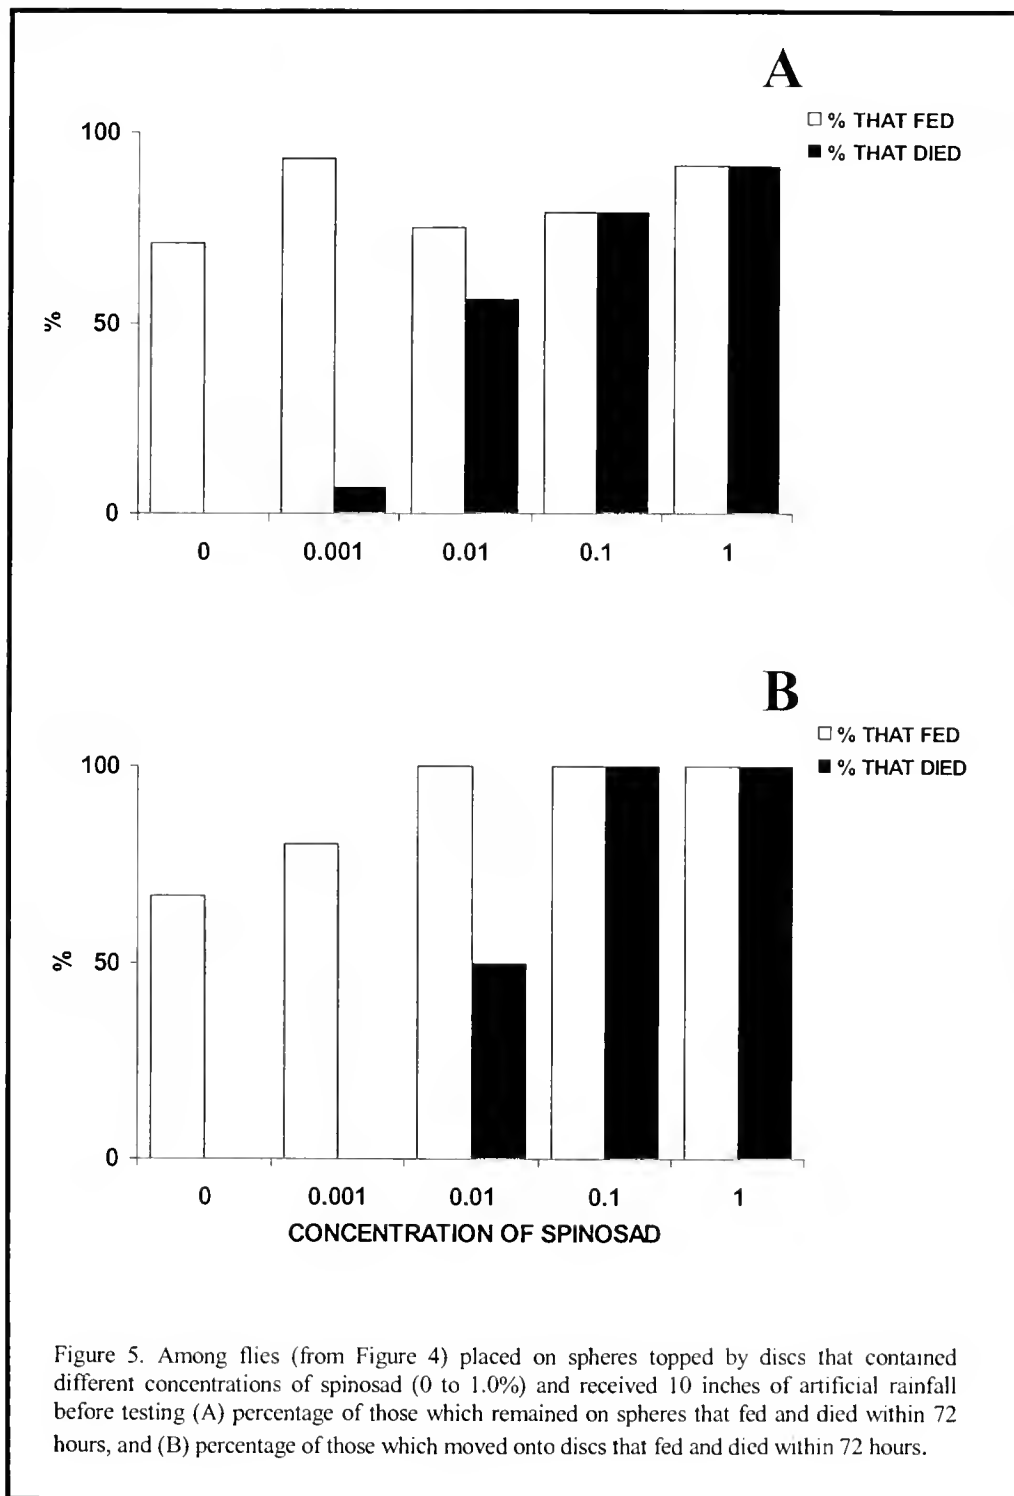 A
% THAT FED
% THAT DIED
100
50
0
%
0 0.001 0.01 0.1 1
B
% THAT FED
% THAT DIED
100
50
0
%
0 0.001 0.01 0.1 1
CONCENTRATION OF SPINOSAD
Figure 5. Among flies (from Figure 4) placed on spheres topped by discs that contained
different concentrations of spinosad (0 to 1.0%) and received 10 inches of artificial rainfall
before testing (A) percentage of those which remained on spheres that fed and died within 72
hours, and (B) percentage of those which moved onto discs that fed and died within 72 hours.